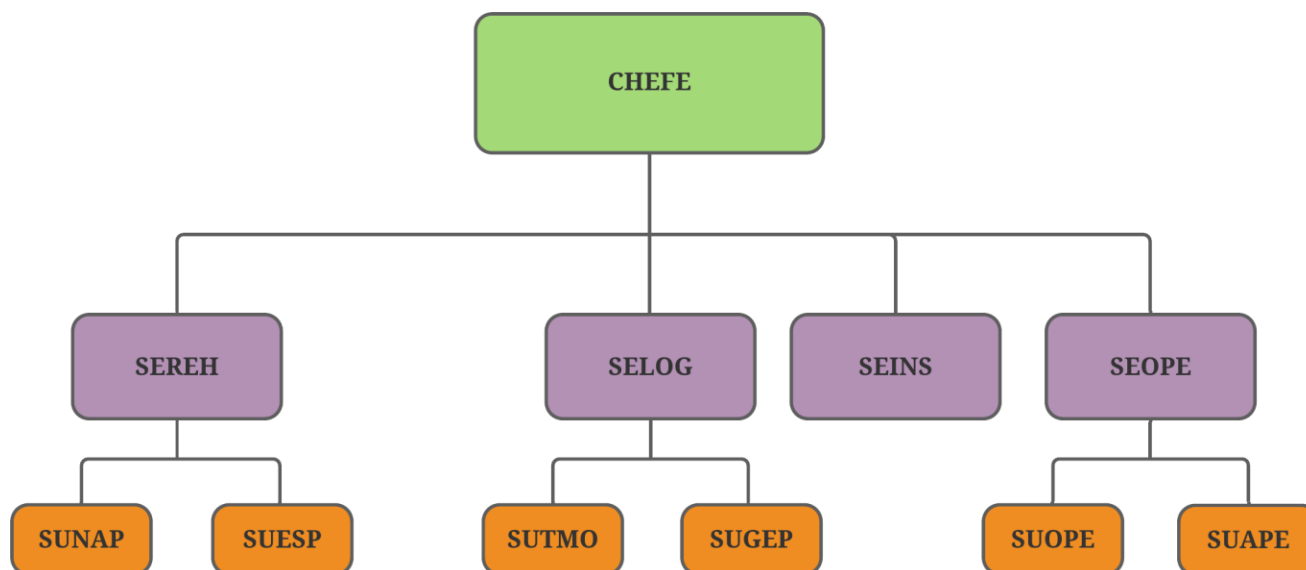 CHEFE
SEREH
SELOG
SEINS
SEOPE
SUNAP
SUESP
SUTMO
SUGEP
SUOPE
SUAPE